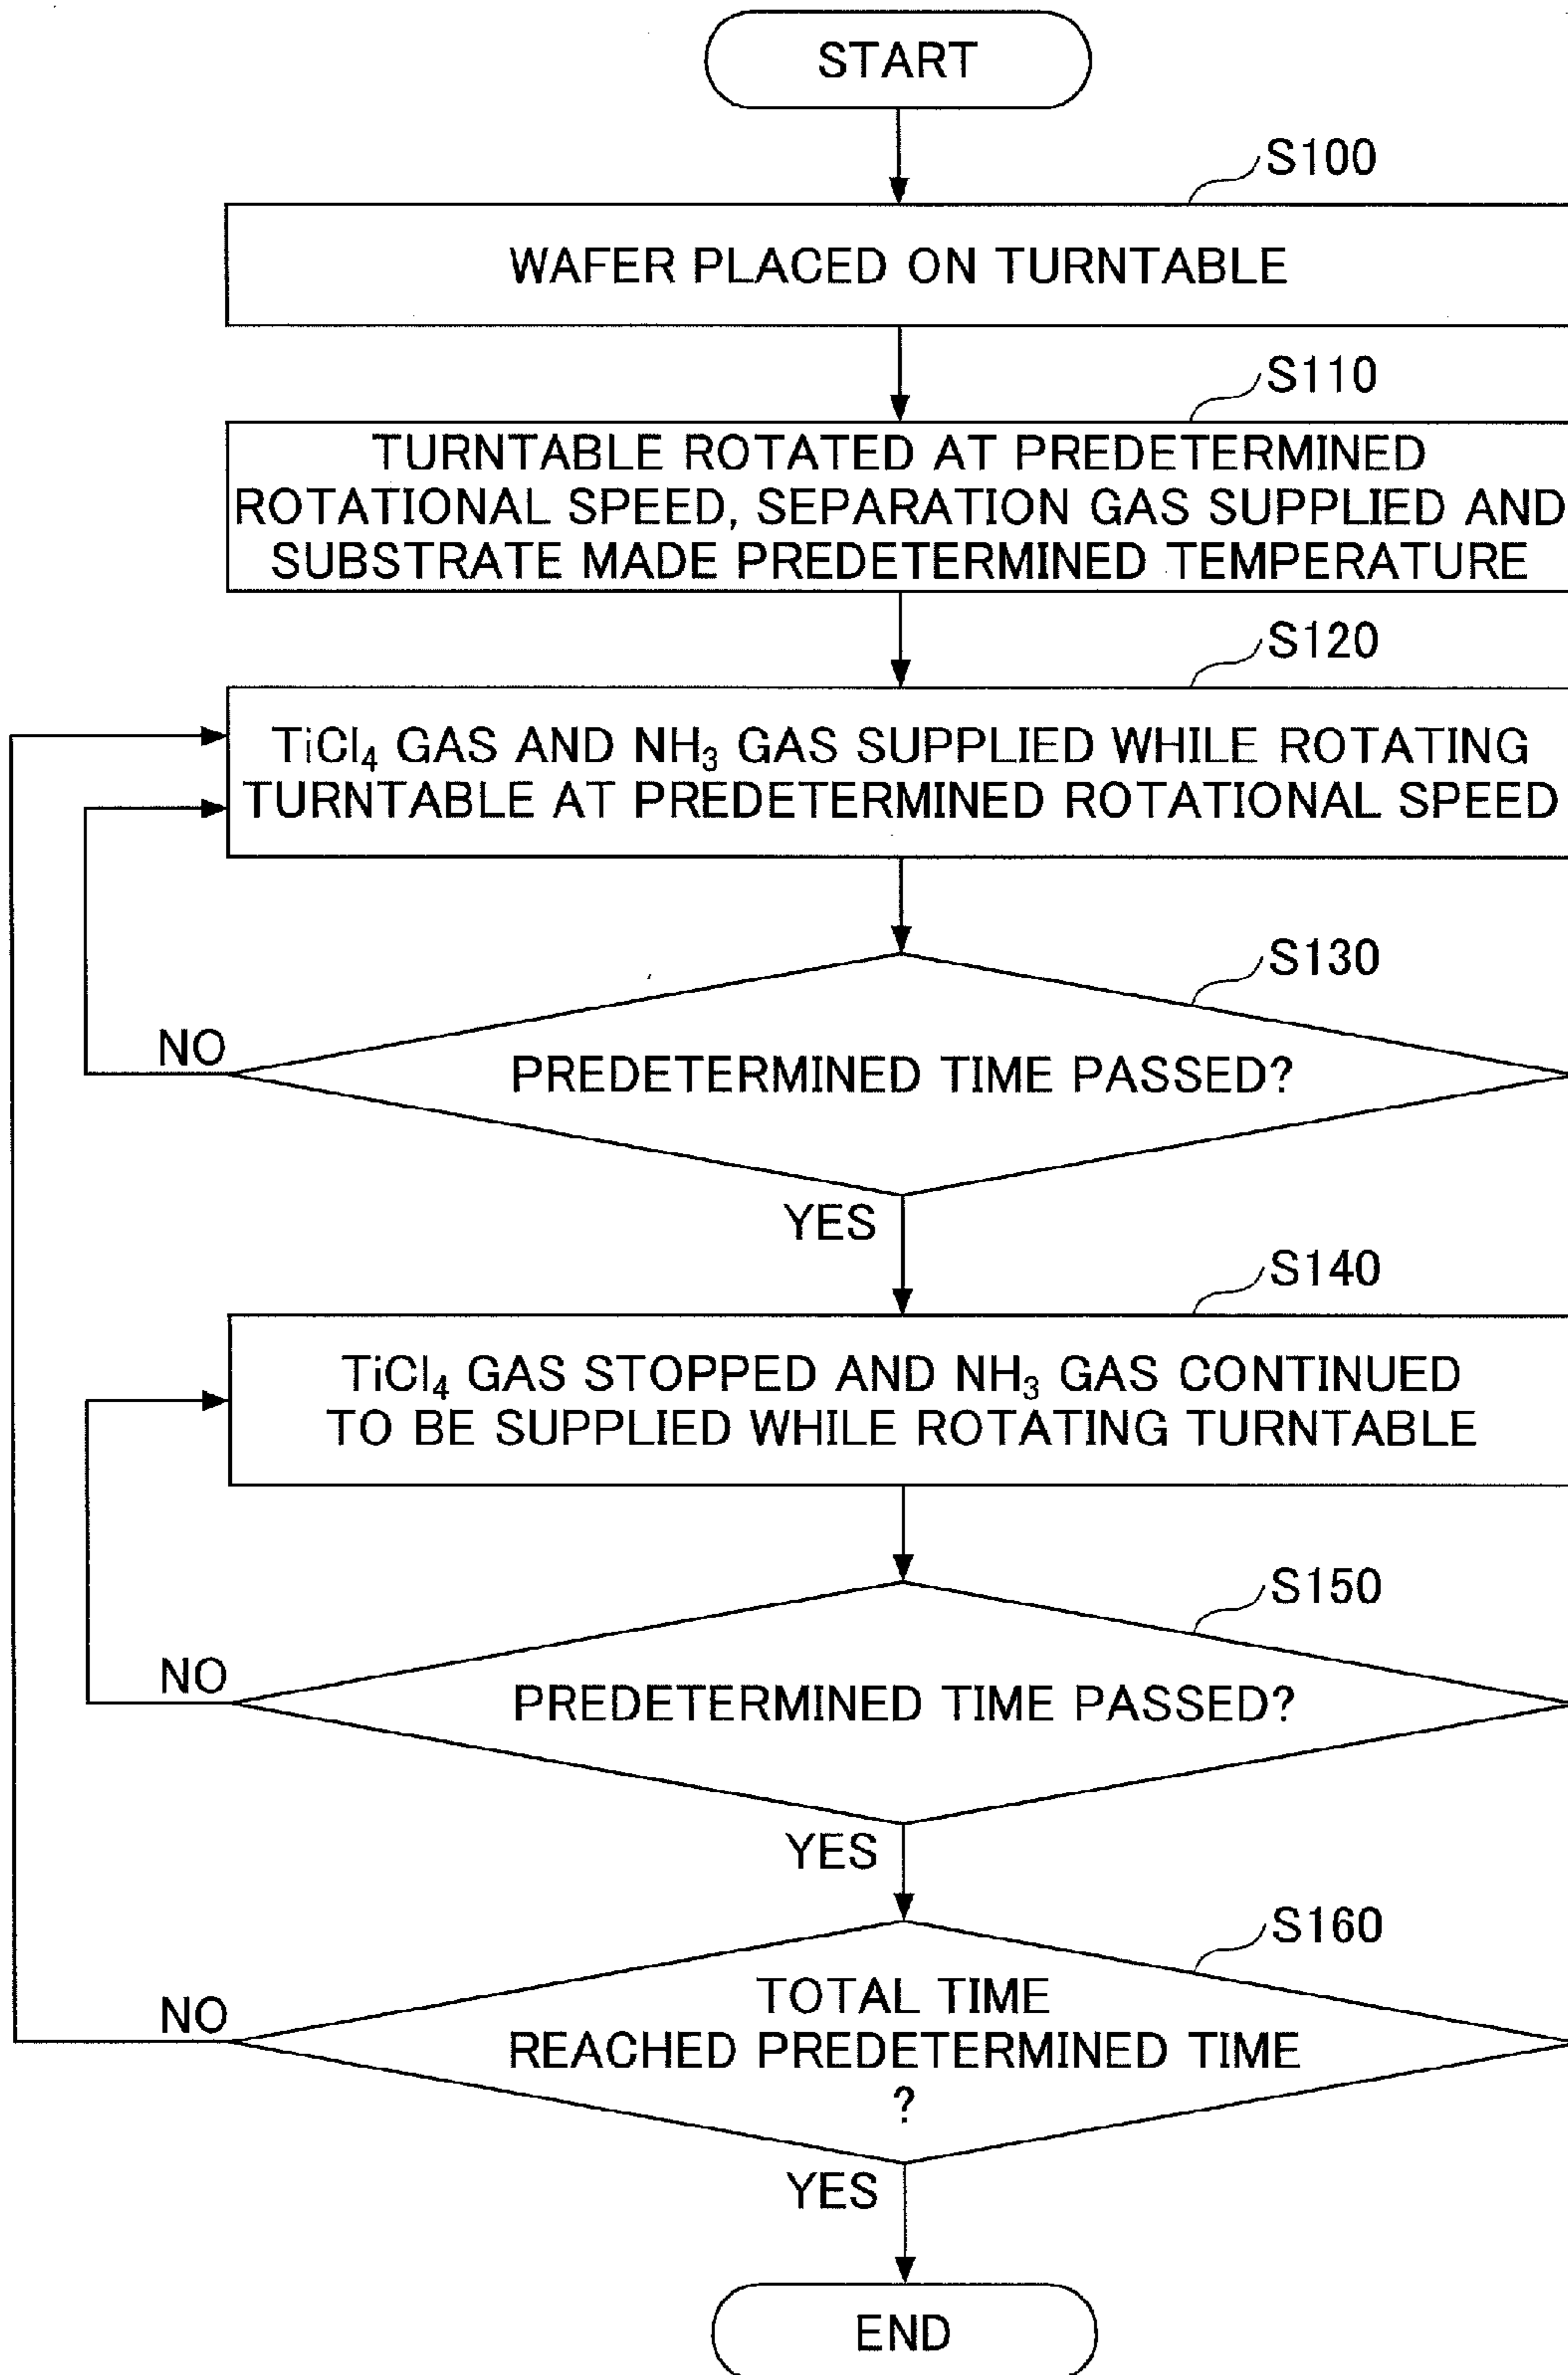 START
S100
WAFER PLACED ON TURNTABLE
S110
TURNTABLE ROTATED AT PREDETERMINED
ROTATIONAL SPEED, SEPARATION GAS SUPPLIED AND
SUBSTRATE MADE PREDETERMINED TEMPERATURE
S120
TiCl₄ GAS AND NH₃ GAS SUPPLIED WHILE ROTATING
TURNTABLE AT PREDETERMINED ROTATIONAL SPEED
S130
NO
PREDETERMINED TIME PASSED?
YES
S140
TiCl₄ GAS STOPPED AND NH₃ GAS CONTINUED
TO BE SUPPLIED WHILE ROTATING TURNTABLE
S150
NO
PREDETERMINED TIME PASSED?
YES
S160
NO
TOTAL TIME
REACHED PREDETERMINED TIME
?
YES
END